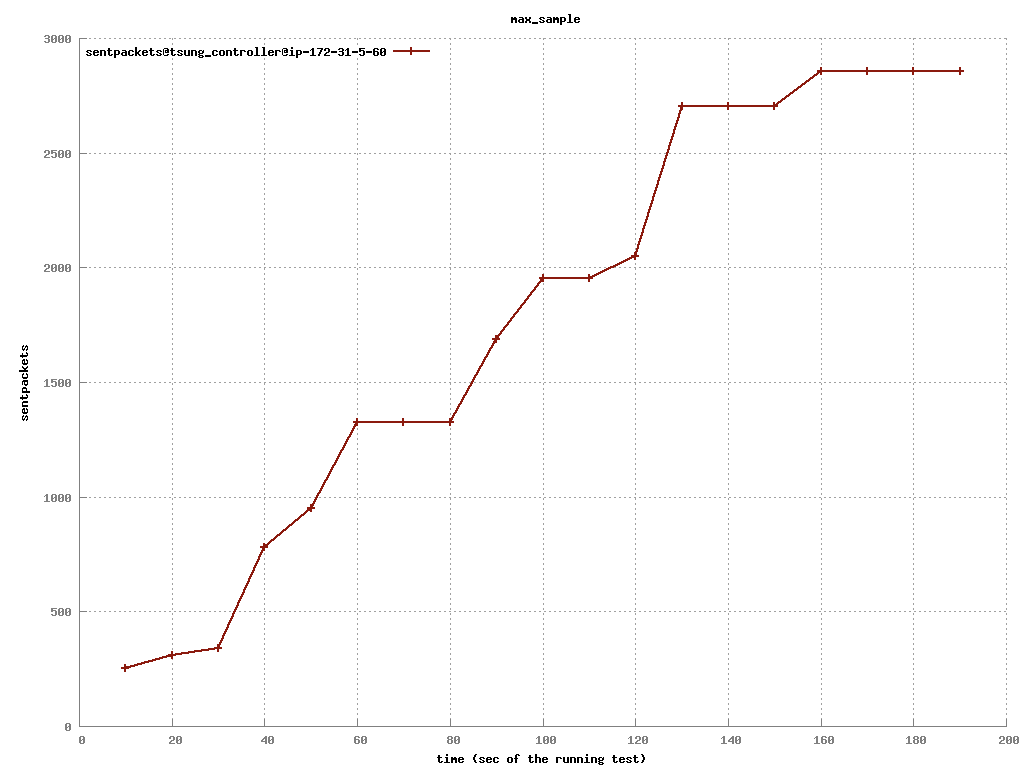 max_sample
sentpackets@tsung_controller@ip-172-31-5-60
3000
2500
2000
1500
1000
500
0
sentpackets
0 20 40 60 80 100 120 140 160 180 200
time (sec of the running test)